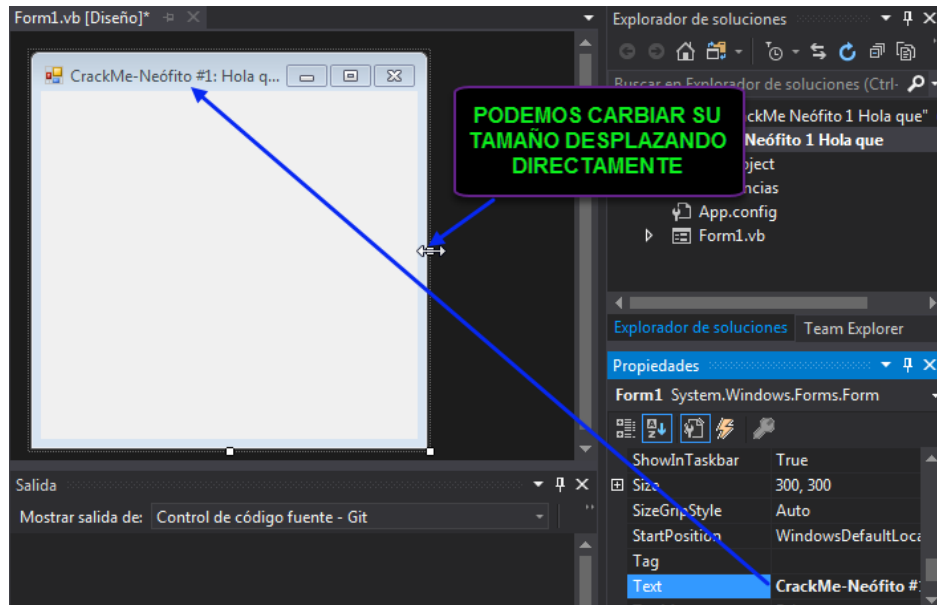 Form1.vb [Diseño]*
CrackMe-Neófito #1: Hola q...
PODEMOS CARBIAR SU
TAMAÑO DESPLAZANDO
DIRECTAMENTE
Salida
Mostrar salida de: Control de código fuente - Git
Explorador de soluciones
Buscar en Explorador de soluciones (Ctrl-
ckMe Neófito 1 Hola que"
Neófito 1 Hola que
App.config
Form1.vb
Explorador de soluciones Team Explorer
Propiedades
Form1 System.Windows.Forms.Form
ShowInTaskbar True
Size 300, 300
SizeGripStyle Auto
StartPosition WindowsDefaultLoca
Tag
Text CrackMe-Neófito #